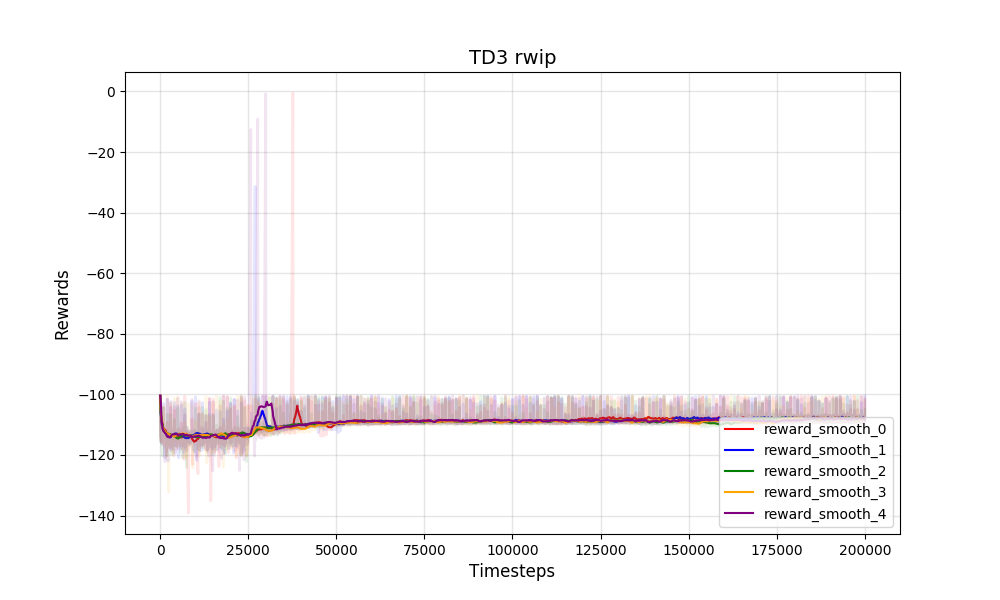 TD3 rwip
Rewards
0
−20
−40
−60
−80
−100
−120
−140
reward_smooth_0
reward_smooth_1
reward_smooth_2
reward_smooth_3
reward_smooth_4
0 25000 50000 75000 100000 125000 150000 175000 200000
Timesteps